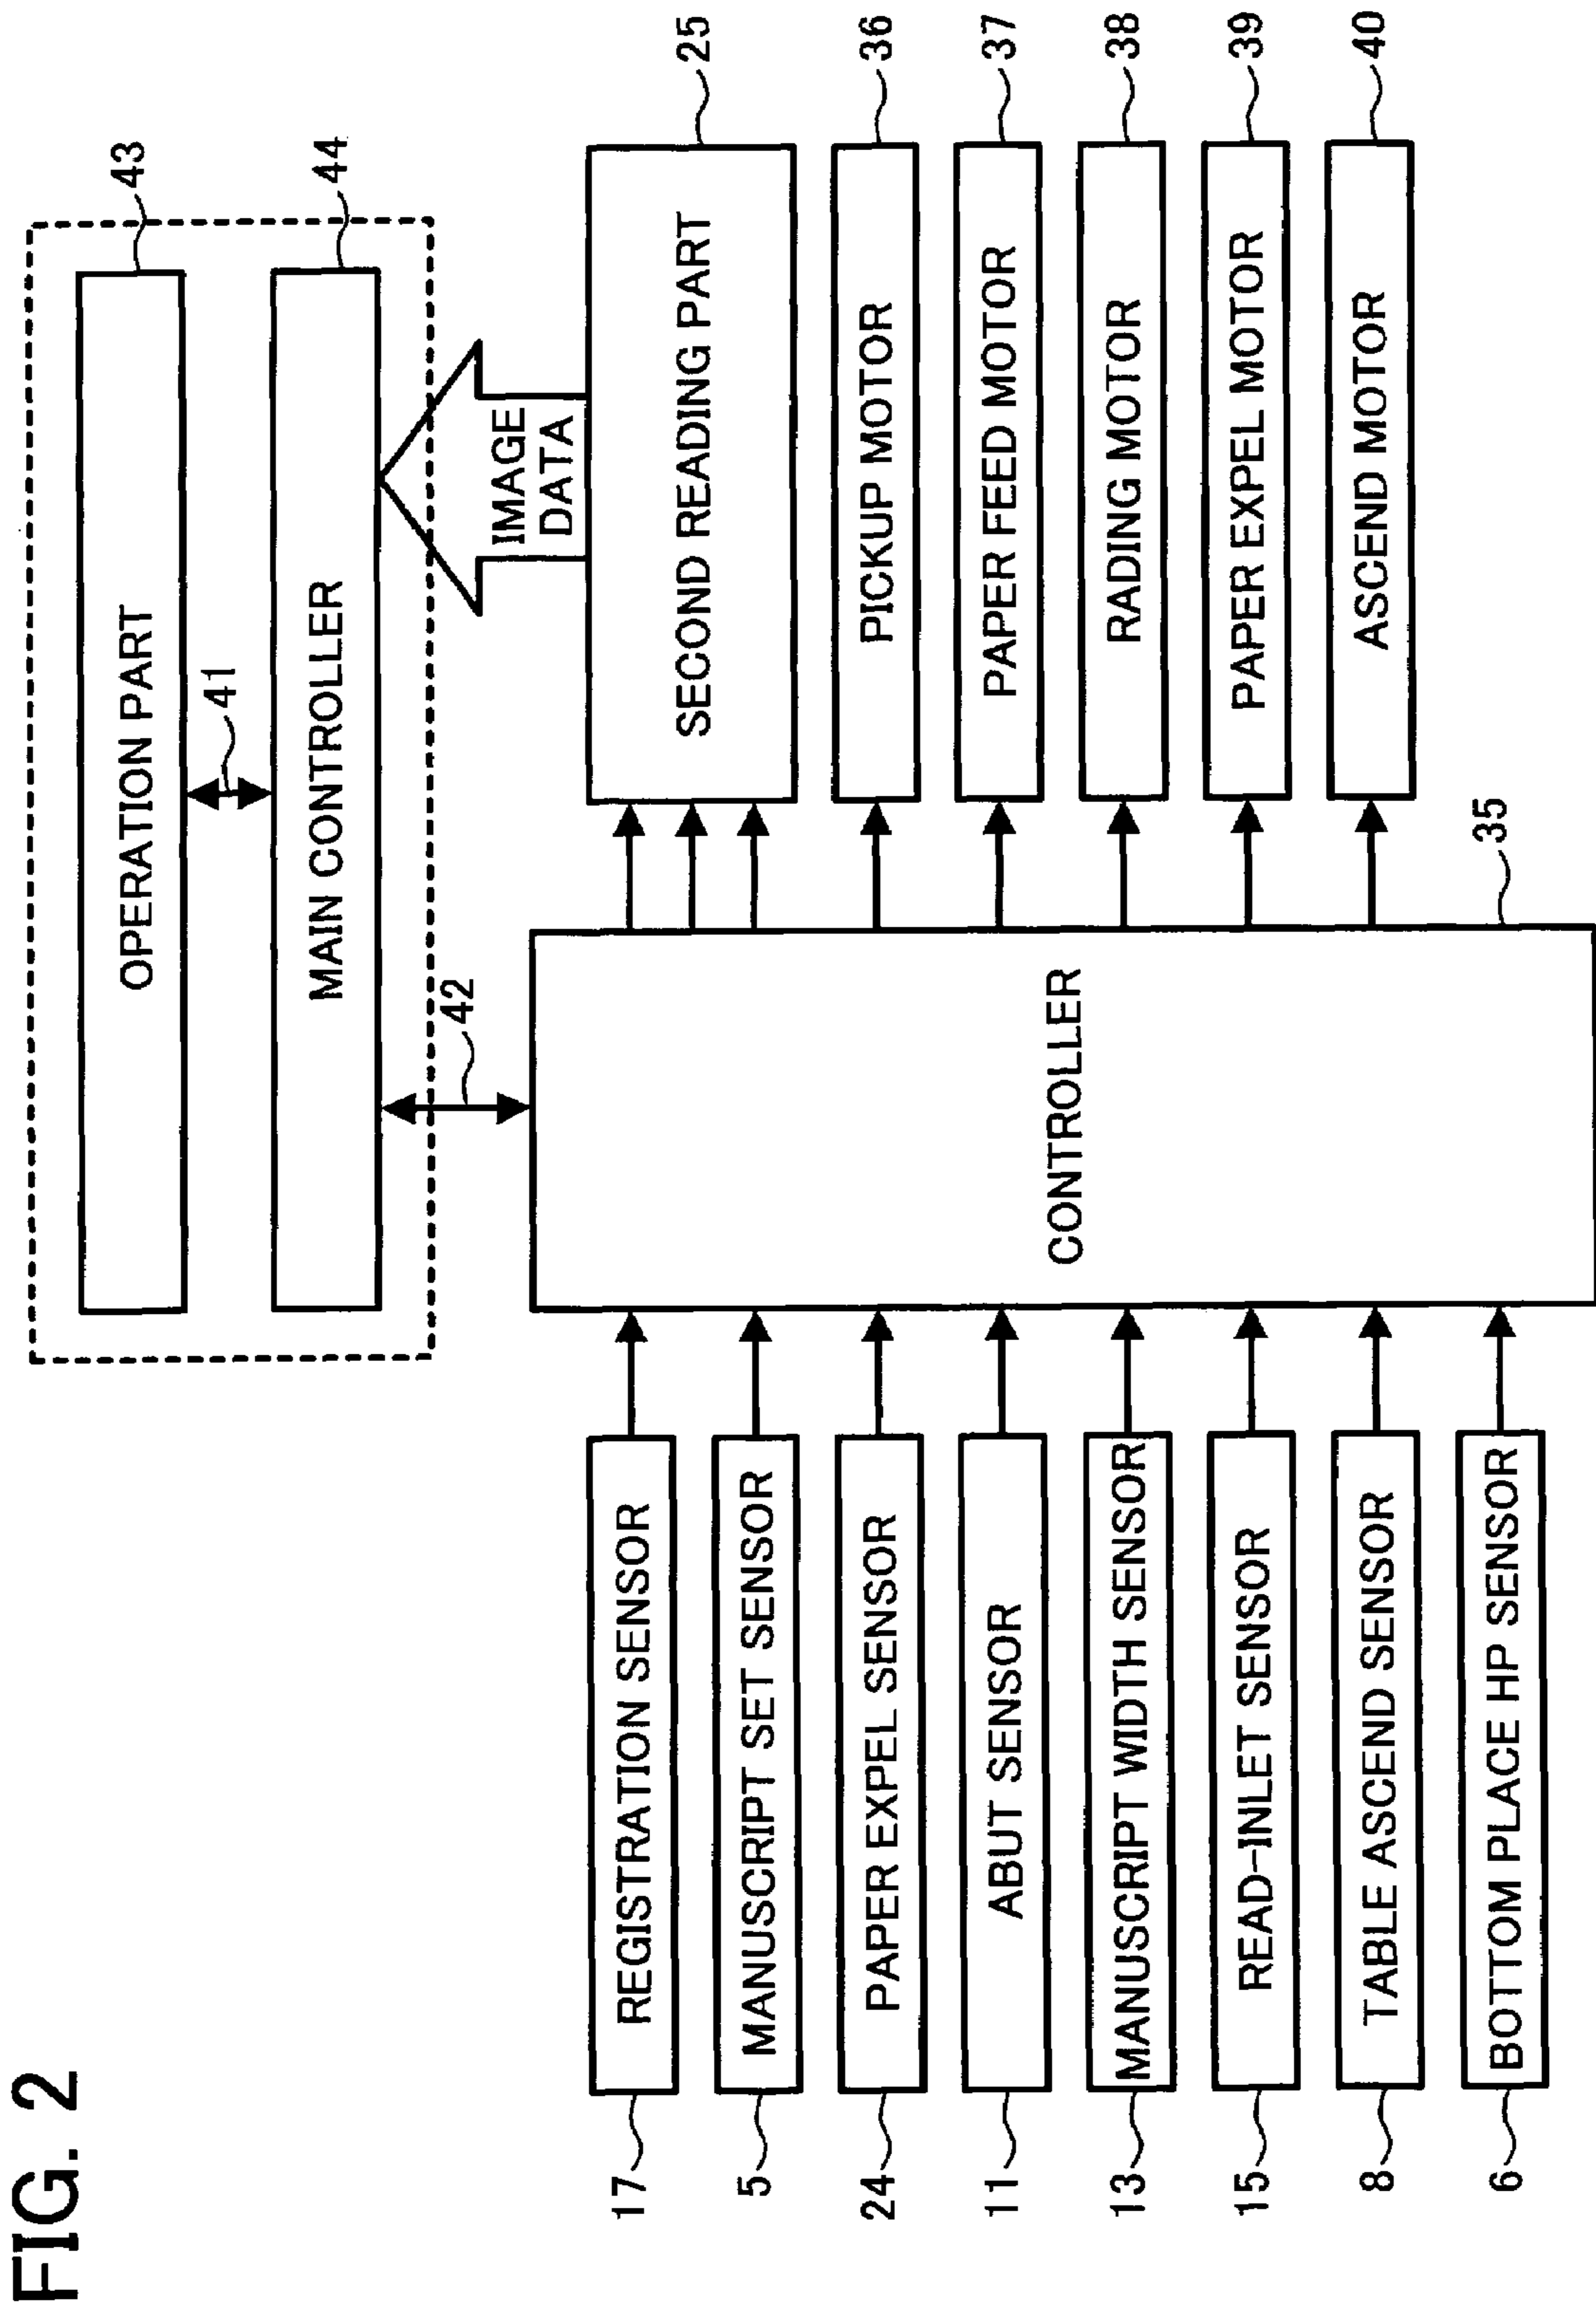 FIG. 2
OPERATION PART
43
41
MAIN CONTROLLER
44
42
IMAGE
DATA
17
REGISTRATION SENSOR
5
MANUSCRIPT SET SENSOR
24
PAPER EXPEL SENSOR
11
ABUT SENSOR
13
MANUSCRIPT WIDTH SENSOR
15
READ-INLET SENSOR
8
TABLE ASCEND SENSOR
6
BOTTOM PLACE HP SENSOR
CONTROLLER
35
SECOND READING PART
25
PICKUP MOTOR
36
PAPER FEED MOTOR
37
RADING MOTOR
38
PAPER EXPEL MOTOR
39
ASCEND MOTOR
40